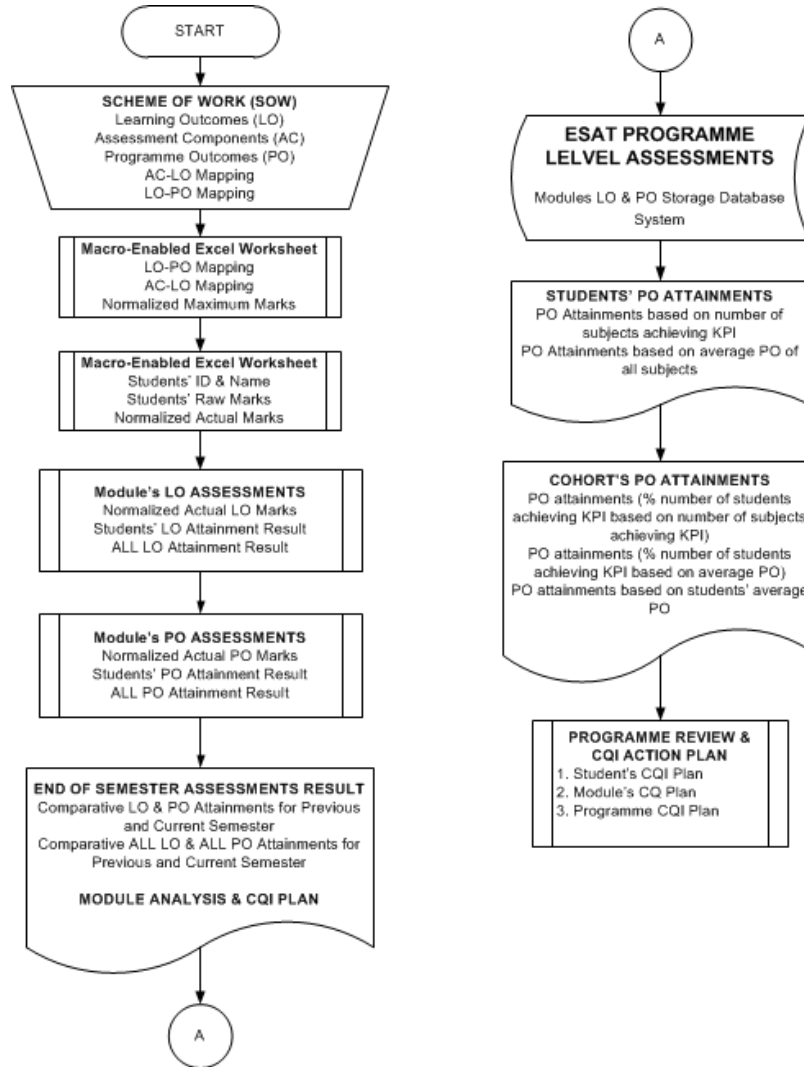 START
SCHEME OF WORK (SOW)
Learning Outcomes (LO)
Assessment Components (AC)
Programme Outcomes (PO)
AC-LO Mapping
LO-PO Mapping
Macro-Enabled Excel Worksheet
LO-PO Mapping
AC-LO Mapping
Normalized Maximum Marks
Macro-Enabled Excel Worksheet
Students' ID & Name
Students' Raw Marks
Normalized Actual Marks
Module's LO ASSESSMENTS
Normalized Actual LO Marks
Students' LO Attainment Result
ALL LO Attainment Result
Module's PO ASSESSMENTS
Normalized Actual PO Marks
Students' PO Attainment Result
ALL PO Attainment Result
END OF SEMESTER ASSESSMENTS RESULT
Comparative LO & PO Attainments for Previous
and Current Semester
Comparative ALL LO & ALL PO Attainments for
Previous and Current Semester
MODULE ANALYSIS & CQI PLAN
A
A
ESAT PROGRAMME
LELVEL ASSESSMENTS
Modules LO & PO Storage Database
System
STUDENTS' PO ATTAINMENTS
PO Attainments based on number of
subjects achieving KPI
PO Attainments based on average PO of
all subjects
COHORT'S PO ATTAINMENTS
PO attainments (% number of students
achieving KPI based on number of subjects
achieving KPI)
PO attainments (% number of students
achieving KPI based on average PO)
PO attainments based on students' average
PO
PROGRAMME REVIEW &
CQI ACTION PLAN
1. Student's CQI Plan
2. Module's CQ Plan
3. Programme CQI Plan